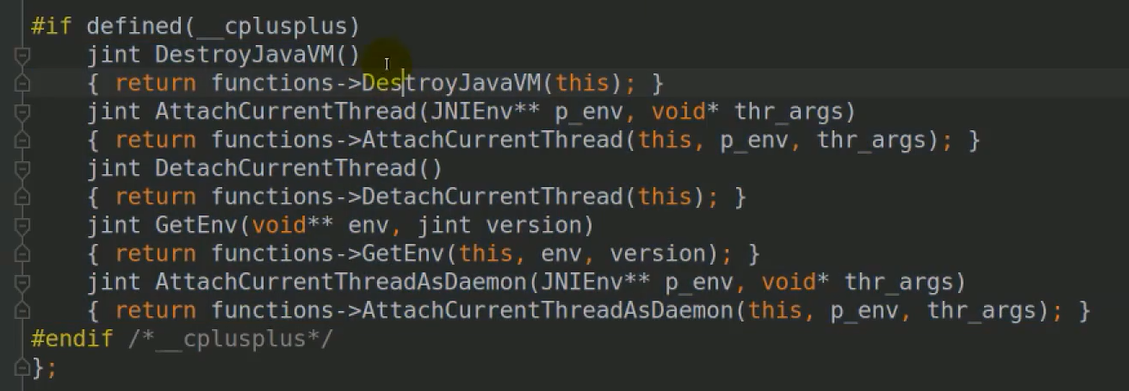 #if defined(__cplusplus)
    jint DestroyJavaVM()
    { return functions->DestroyJavaVM(this); }
    jint AttachCurrentThread(JNIEnv** p_env, void* thr_args)
    { return functions->AttachCurrentThread(this, p_env, thr_args); }
    jint DetachCurrentThread()
    { return functions->DetachCurrentThread(this); }
    jint GetEnv(void** env, jint version)
    { return functions->GetEnv(this, env, version); }
    jint AttachCurrentThreadAsDaemon(JNIEnv** p_env, void* thr_args)
    { return functions->AttachCurrentThreadAsDaemon(this, p_env, thr_args); }
#endif /*__cplusplus*/
};